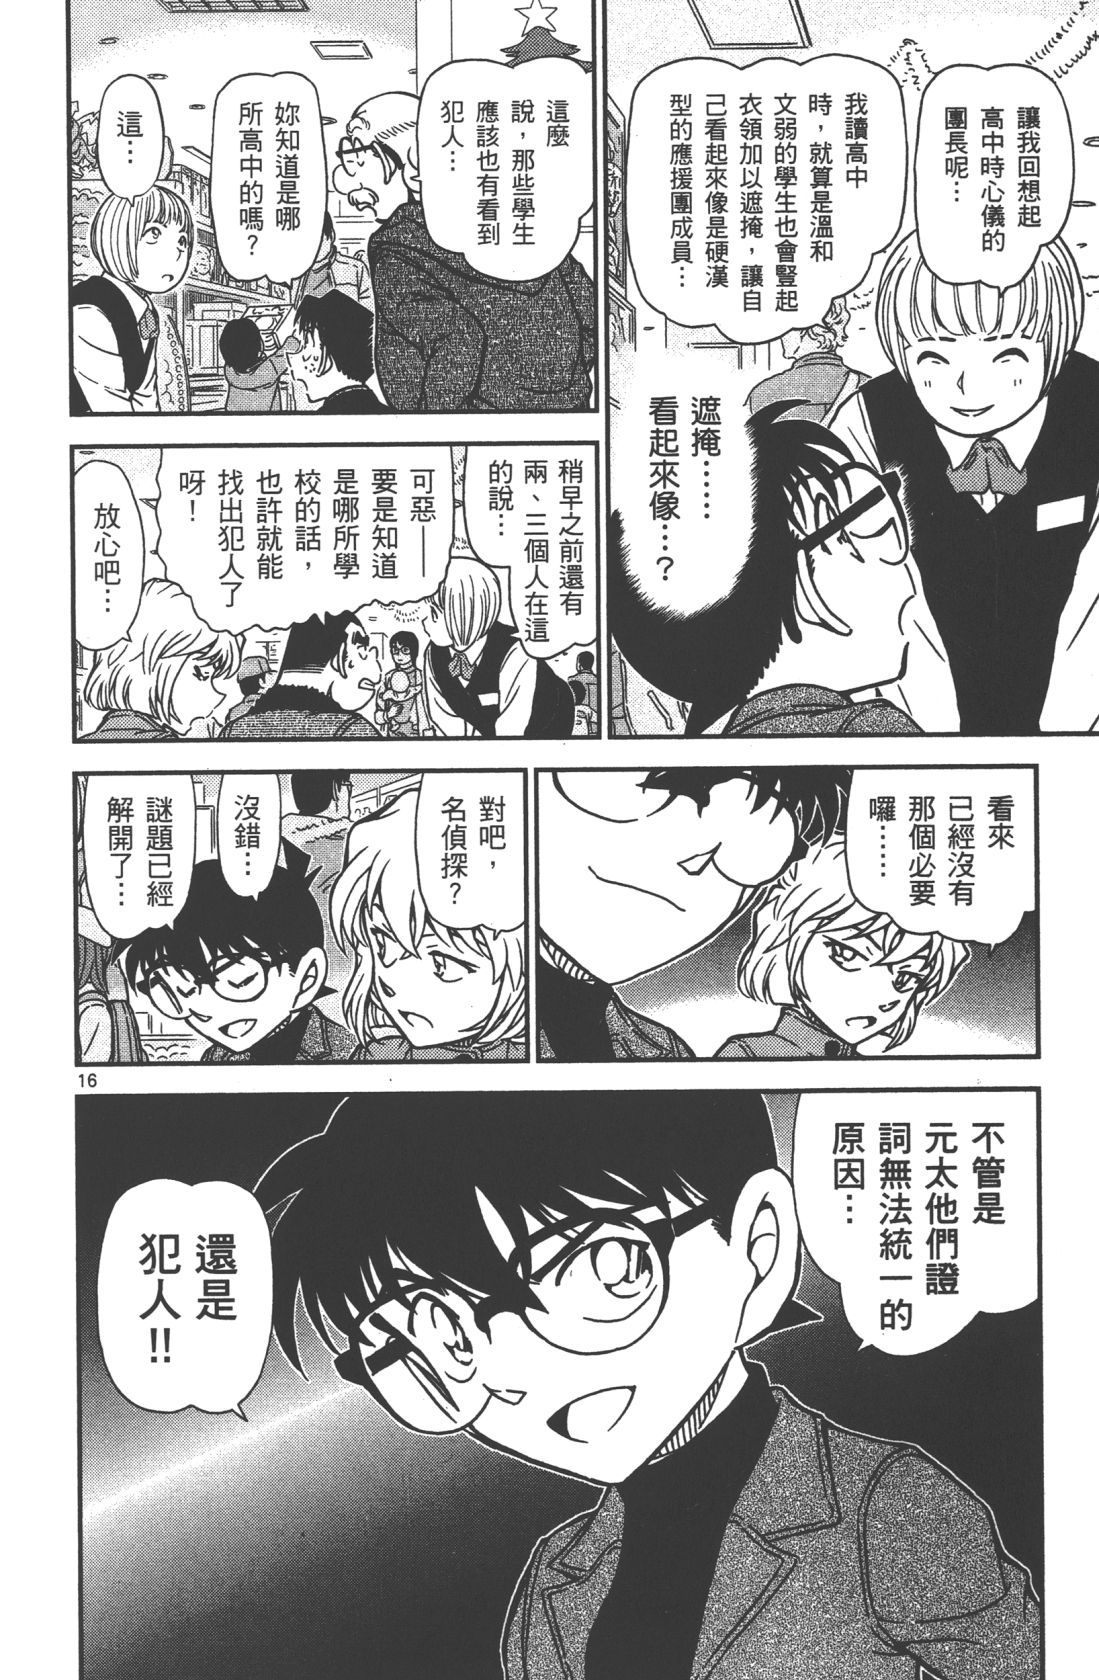 讓我回想起
高中時心儀的
團長呢…
我讀高中
時，就算是溫和
文弱的學生也會豎起
衣領加以遮掩，讓自
己看起來像是硬漢
型的應援團成員…
遮掩……
看起來像…？
這麼
說，那些學生
應該也有看到
犯人…
妳知道是哪
所高中的嗎？
這…
稍早之前還有
兩、三個人在這
的說…
可惡——
要是知道
是哪所學
校的話，
也許就能
找出犯人了
呀！
放心吧…
看來
已經沒有
那個必要
囉……
對吧，
名偵探？
沒錯…
謎題已經
解開了…
16
不管是
元太他們證
詞無法統一的
原因…
還是
犯人!!